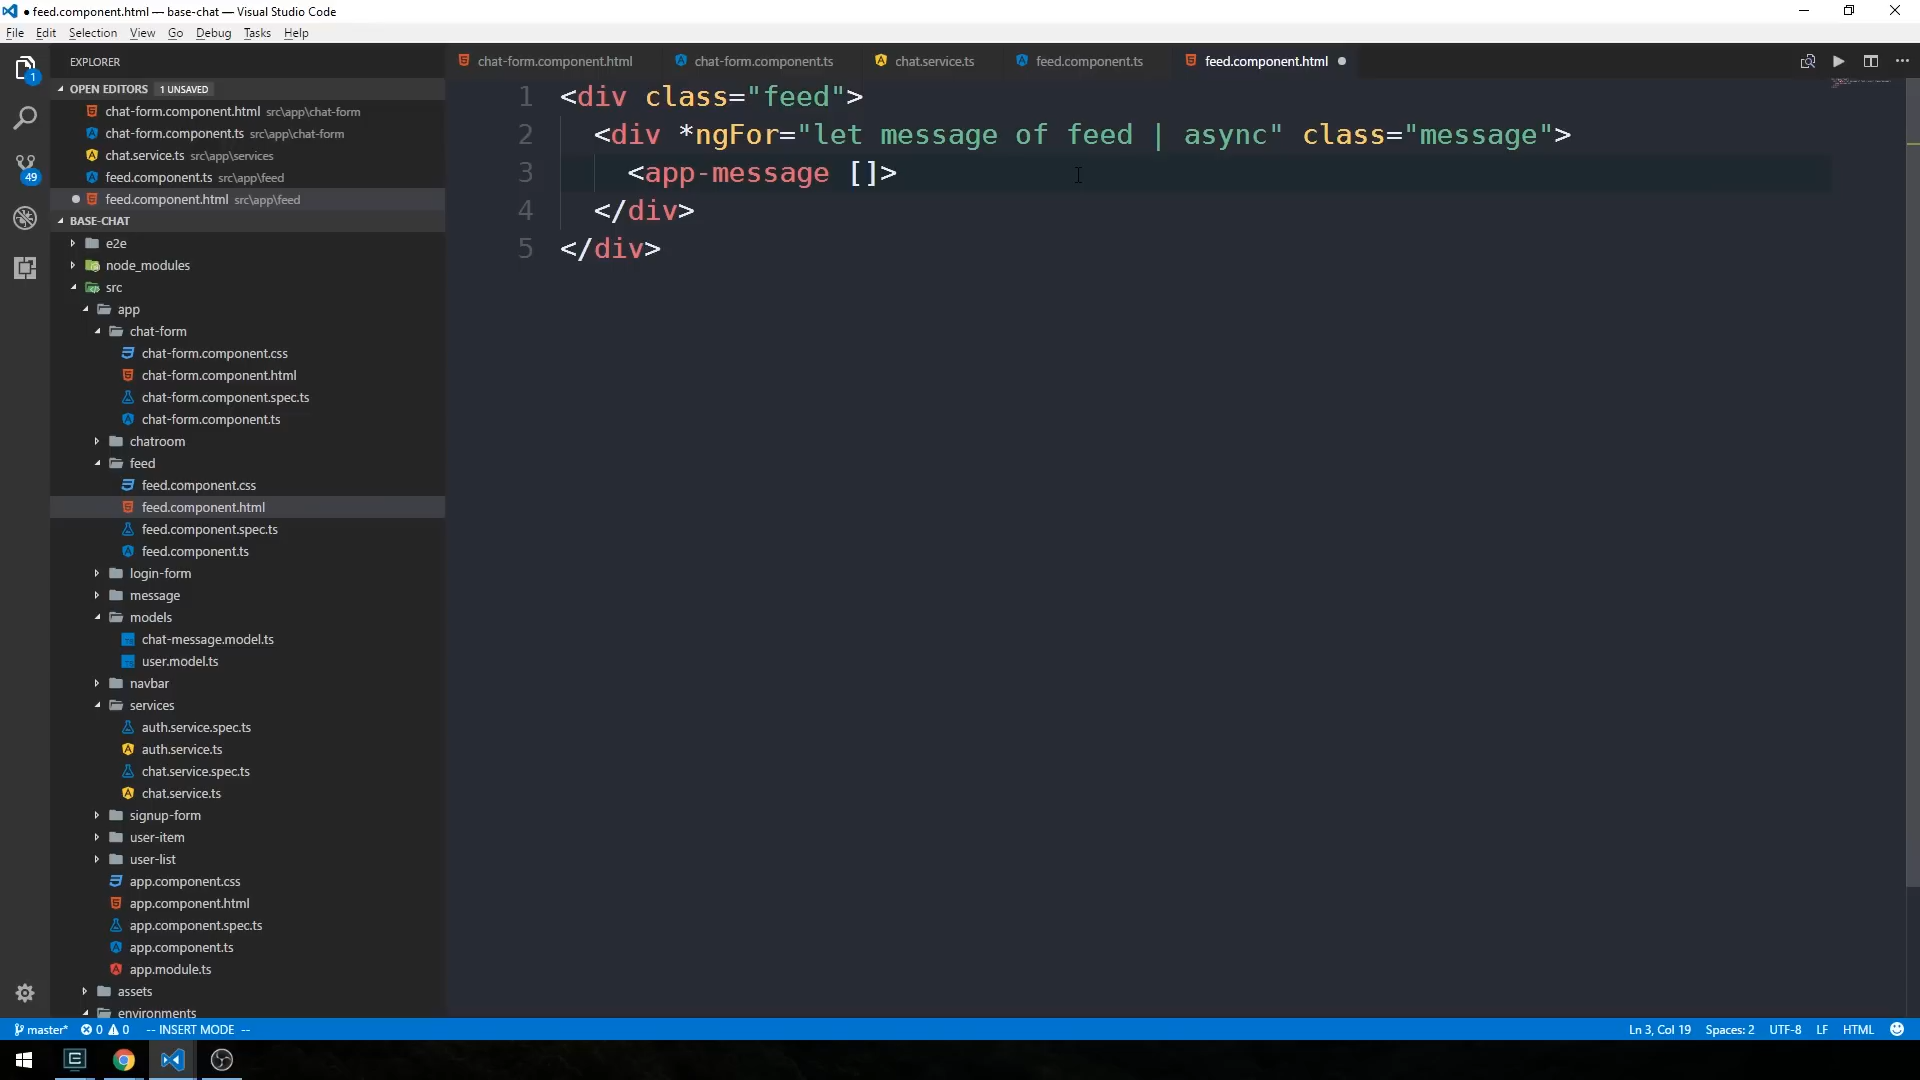 feed.component.html — base-chat — Visual Studio Code
File Edit Selection View Go Debug Tasks Help
EXPLORER
chat-form.component.html chat-form.component.ts chat.service.ts feed.component.ts feed.component.html
1
OPEN EDITORS 1 UNSAVED
chat-form.component.html src\app\chat-form
chat-form.component.ts src\app\chat-form
chat.service.ts src\app\services
49
feed.component.ts src\app\feed
feed.component.html src\app\feed
BASE-CHAT
e2e
node_modules
src
app
chat-form
chat-form.component.css
chat-form.component.html
chat-form.component.spec.ts
chat-form.component.ts
chatroom
feed
feed.component.css
feed.component.html
feed.component.spec.ts
feed.component.ts
login-form
message
models
chat-message.model.ts
user.model.ts
navbar
services
auth.service.spec.ts
auth.service.ts
chat.service.spec.ts
chat.service.ts
signup-form
user-item
user-list
app.component.css
app.component.html
app.component.spec.ts
app.component.ts
app.module.ts
assets
environments
1 <div class="feed">
2 <div *ngFor="let message of feed | async" class="message">
3 <app-message []>
4 </div>
5 </div>
master* 0 0 -- INSERT MODE -- Ln 3, Col 19 Spaces: 2 UTF-8 LF HTML